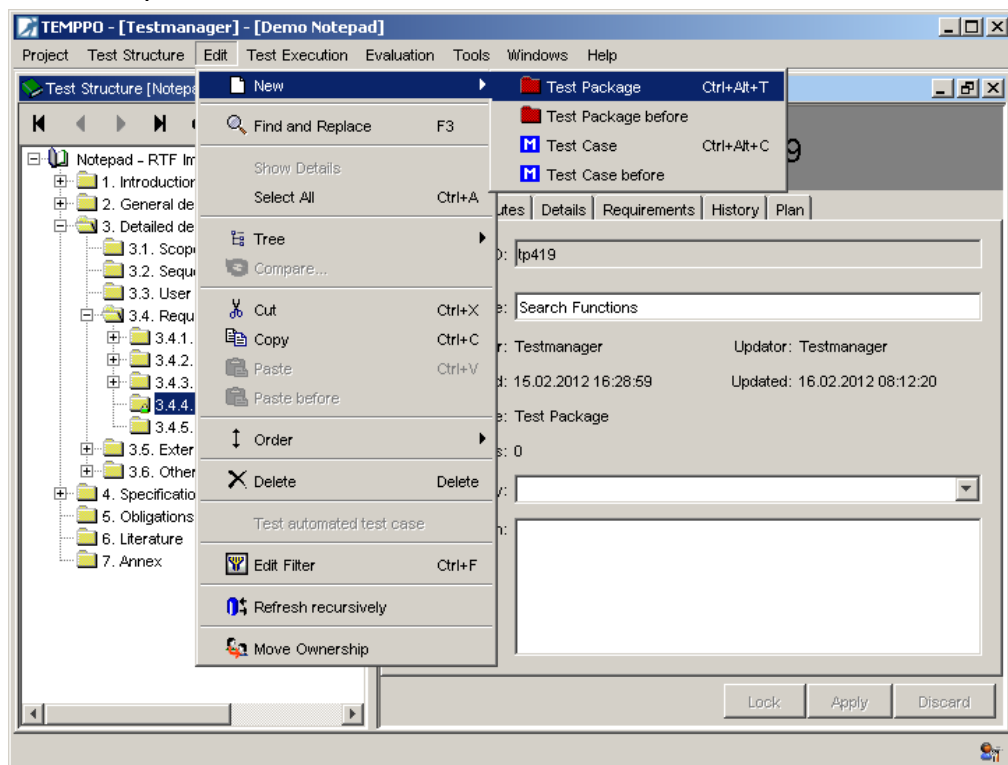 TEMPPO - [Testmanager] - [Demo Notepad]
Project Test Structure Edit Test Execution Evaluation Tools Windows Help
Test Structure [Notepa
New
Find and Replace F3
Show Details
Select All Ctrl+A
Tree
Compare...
Cut Ctrl+X
Copy Ctrl+C
Paste Ctrl+V
Paste before
Order
Delete Delete
Test automated test case
Edit Filter Ctrl+F
Refresh recursively
Move Ownership
Test Package Ctrl+Alt+T
Test Package before
Test Case Ctrl+Alt+C
Test Case before
9
Notepad - RTF Im
1. Introduction
2. General de
3. Detailed de
3.1. Scope
3.2. Seque
3.3. User
3.4. Requ
3.4.1.
3.4.2.
3.4.3.
3.4.4.
3.4.5.
3.5. Exter
3.6. Other
4. Specificatio
5. Obligations
6. Literature
7. Annex
utes Details Requirements History Plan
tp419
e: Search Functions
r: Testmanager Updator: Testmanager
d: 15.02.2012 16:28:59 Updated: 16.02.2012 08:12:20
e: Test Package
s: 0
y:
n:
Lock Apply Discard